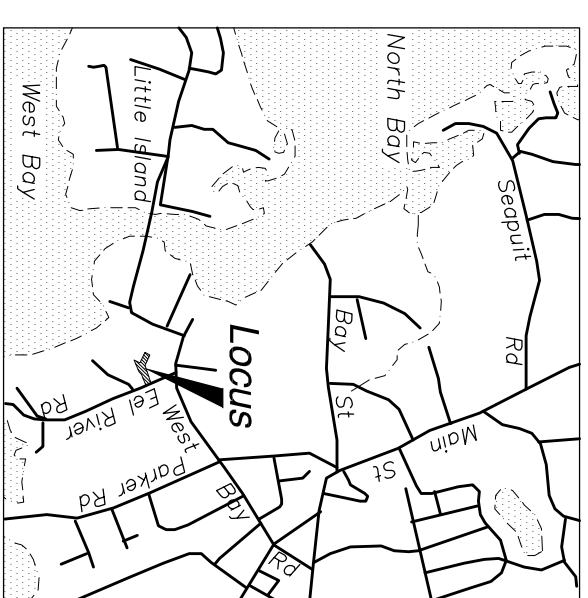 North Bay
West Bay
Little Island
Seapuit
Rd
Locus
Bay
St
Main
St
Eel River
Rd
West
Bay
Rd
Parker Rd